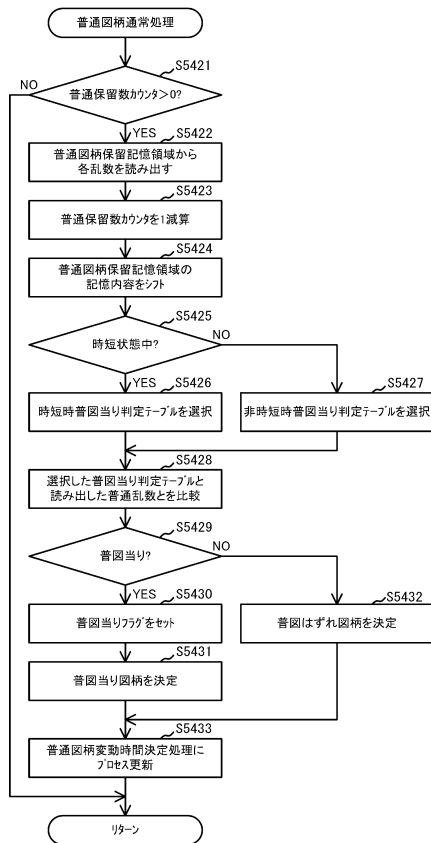 普通図柄通常処理
S5421
NO
普通保留数カウンタ>0?
YES
S5422
普通図柄保留記憶領域から
各乱数を読み出す
S5423
普通保留数カウンタを1減算
S5424
普通図柄保留記憶領域の
記憶内容をシフト
S5425
時短状態中?
NO
YES
S5426
時短時普図当り判定テーブルを選択
S5427
非時短時普図当り判定テーブルを選択
S5428
選択した普図当り判定テーブルと
読み出した普通乱数とを比較
S5429
普図当り?
NO
YES
S5430
普図当りフラグをセット
S5432
普図はずれ図柄を決定
S5431
普図当り図柄を決定
S5433
普通図柄変動時間決定処理に
プロセス更新
リターン